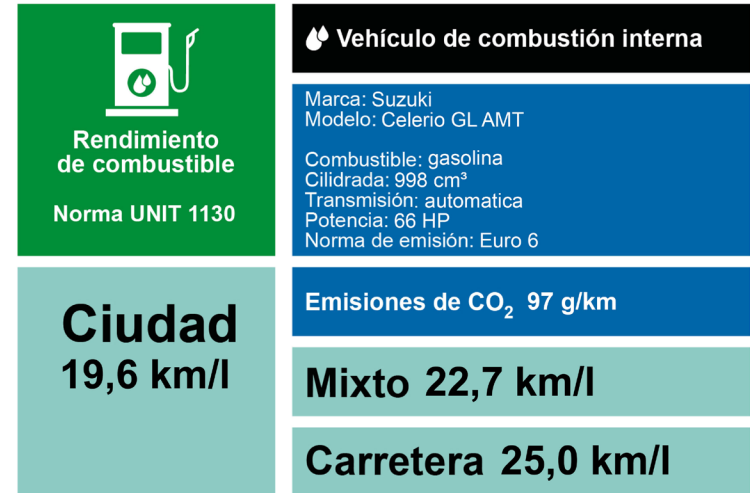 Rendimiento
de combustible
Norma UNIT 1130
Vehículo de combustión interna
Marca: Suzuki
Modelo: Celerio GL AMT
Combustible: gasolina
Cilidrada: 998 cm³
Transmisión: automatica
Potencia: 66 HP
Norma de emisión: Euro 6
Ciudad
19,6 km/l
Emisiones de CO₂ 97 g/km
Mixto 22,7 km/l
Carretera 25,0 km/l